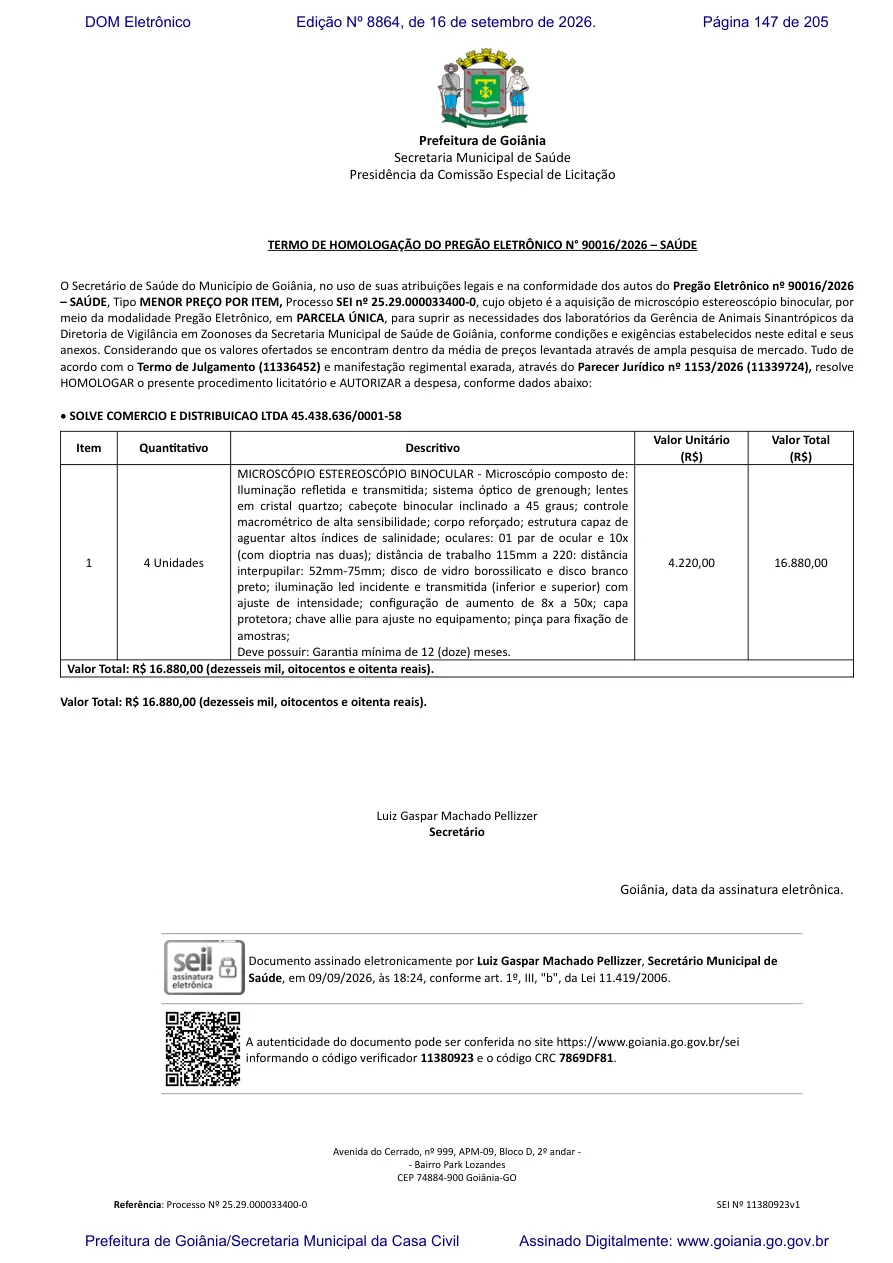 DOM Eletrônico Edição Nº 8864, de 16 de setembro de 2026. Página 147 de 205
Prefeitura de Goiânia
Secretaria Municipal de Saúde
Presidência da Comissão Especial de Licitação
TERMO DE HOMOLOGAÇÃO DO PREGÃO ELETRÔNICO N° 90016/2026 – SAÚDE
O Secretário de Saúde do Município de Goiânia, no uso de suas atribuições legais e na conformidade dos autos do Pregão Eletrônico nº 90016/2026
– SAÚDE, Tipo MENOR PREÇO POR ITEM, Processo SEI nº 25.29.000033400-0, cujo objeto é a aquisição de microscópio estereoscópio binocular, por
meio da modalidade Pregão Eletrônico, em PARCELA ÚNICA, para suprir as necessidades dos laboratórios da Gerência de Animais Sinantrópicos da
Diretoria de Vigilância em Zoonoses da Secretaria Municipal de Saúde de Goiânia, conforme condições e exigências estabelecidos neste edital e seus
anexos. Considerando que os valores ofertados se encontram dentro da média de preços levantada através de ampla pesquisa de mercado. Tudo de
acordo com o Termo de Julgamento (11336452) e manifestação regimental exarada, através do Parecer Jurídico nº 1153/2026 (11339724), resolve
HOMOLOGAR o presente procedimento licitatório e AUTORIZAR a despesa, conforme dados abaixo:
• SOLVE COMERCIO E DISTRIBUICAO LTDA 45.438.636/0001-58
Item Quantitativo Descritivo Valor Unitário (R$) Valor Total (R$)
MICROSCÓPIO ESTEREOSCÓPIO BINOCULAR - Microscópio composto de:
Iluminação refletida e transmitida; sistema óptico de grenough; lentes
em cristal quartzo; cabeçote binocular inclinado a 45 graus; controle
macrométrico de alta sensibilidade; corpo reforçado; estrutura capaz de
aguentar altos índices de salinidade; oculares: 01 par de ocular e 10x
(com dioptria nas duas); distância de trabalho 115mm a 220: distância
1 4 Unidades interpupilar: 52mm-75mm; disco de vidro borossilicato e disco branco 4.220,00 16.880,00
preto; iluminação led incidente e transmitida (inferior e superior) com
ajuste de intensidade; configuração de aumento de 8x a 50x; capa
protetora; chave allie para ajuste no equipamento; pinça para fixação de
amostras;
Deve possuir: Garantia mínima de 12 (doze) meses.
Valor Total: R$ 16.880,00 (dezesseis mil, oitocentos e oitenta reais).
Valor Total: R$ 16.880,00 (dezesseis mil, oitocentos e oitenta reais).
Luiz Gaspar Machado Pellizzer
Secretário
Goiânia, data da assinatura eletrônica.
sei!
assinatura
eletrônica
Documento assinado eletronicamente por Luiz Gaspar Machado Pellizzer, Secretário Municipal de
Saúde, em 09/09/2026, às 18:24, conforme art. 1º, III, "b", da Lei 11.419/2006.
A autenticidade do documento pode ser conferida no site https://www.goiania.go.gov.br/sei
informando o código verificador 11380923 e o código CRC 7869DF81.
Avenida do Cerrado, nº 999, APM-09, Bloco D, 2º andar -
- Bairro Park Lozandes
CEP 74884-900 Goiânia-GO
Referência: Processo Nº 25.29.000033400-0 SEI Nº 11380923v1
Prefeitura de Goiânia/Secretaria Municipal da Casa Civil Assinado Digitalmente: www.goiania.go.gov.br